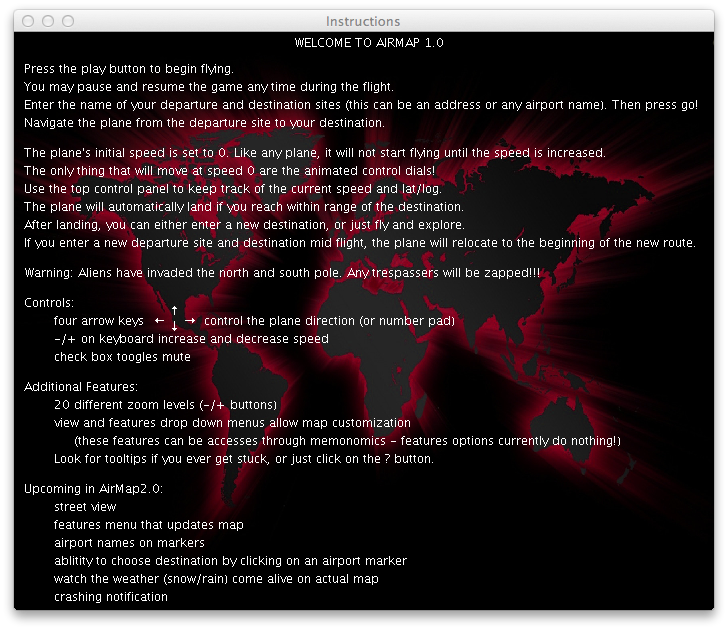 Instructions
WELCOME TO AIRMAP 1.0
Press the play button to begin flying.
You may pause and resume the game any time during the flight.
Enter the name of your departure and destination sites (this can be an address or any airport name). Then press go!
Navigate the plane from the departure site to your destination.
The plane's initial speed is set to 0. Like any plane, it will not start flying until the speed is increased.
The only thing that will move at speed 0 are the animated control dials!
Use the top control panel to keep track of the current speed and lat/log.
The plane will automatically land if you reach within range of the destination.
After landing, you can either enter a new destination, or just fly and explore.
If you enter a new departure site and destination mid flight, the plane will relocate to the beginning of the new route.
Warning: Aliens have invaded the north and south pole. Any trespassers will be zapped!!!
Controls:
four arrow keys ← ↑ ↓ → control the plane direction (or number pad)
-/+ on keyboard increase and decrease speed
check box toogles mute
Additional Features:
20 different zoom levels (-/+ buttons)
view and features drop down menus allow map customization
(these features can be accesses through memonomics - features options currently do nothing!)
Look for tooltips if you ever get stuck, or just click on the ? button.
Upcoming in AirMap2.0:
street view
features menu that updates map
airport names on markers
ablitity to choose destination by clicking on an airport marker
watch the weather (snow/rain) come alive on actual map
crashing notification